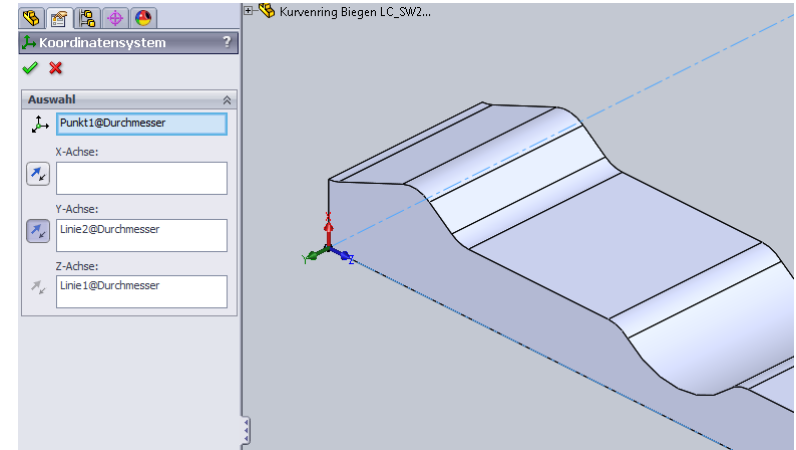 Kurvenring Biegen LC_SW2...
Koordinatensystem ?
Auswahl
Punkt1@Durchmesser
X-Achse:
Y-Achse:
Linie2@Durchmesser
Z-Achse:
Linie1@Durchmesser
X
Y
Z